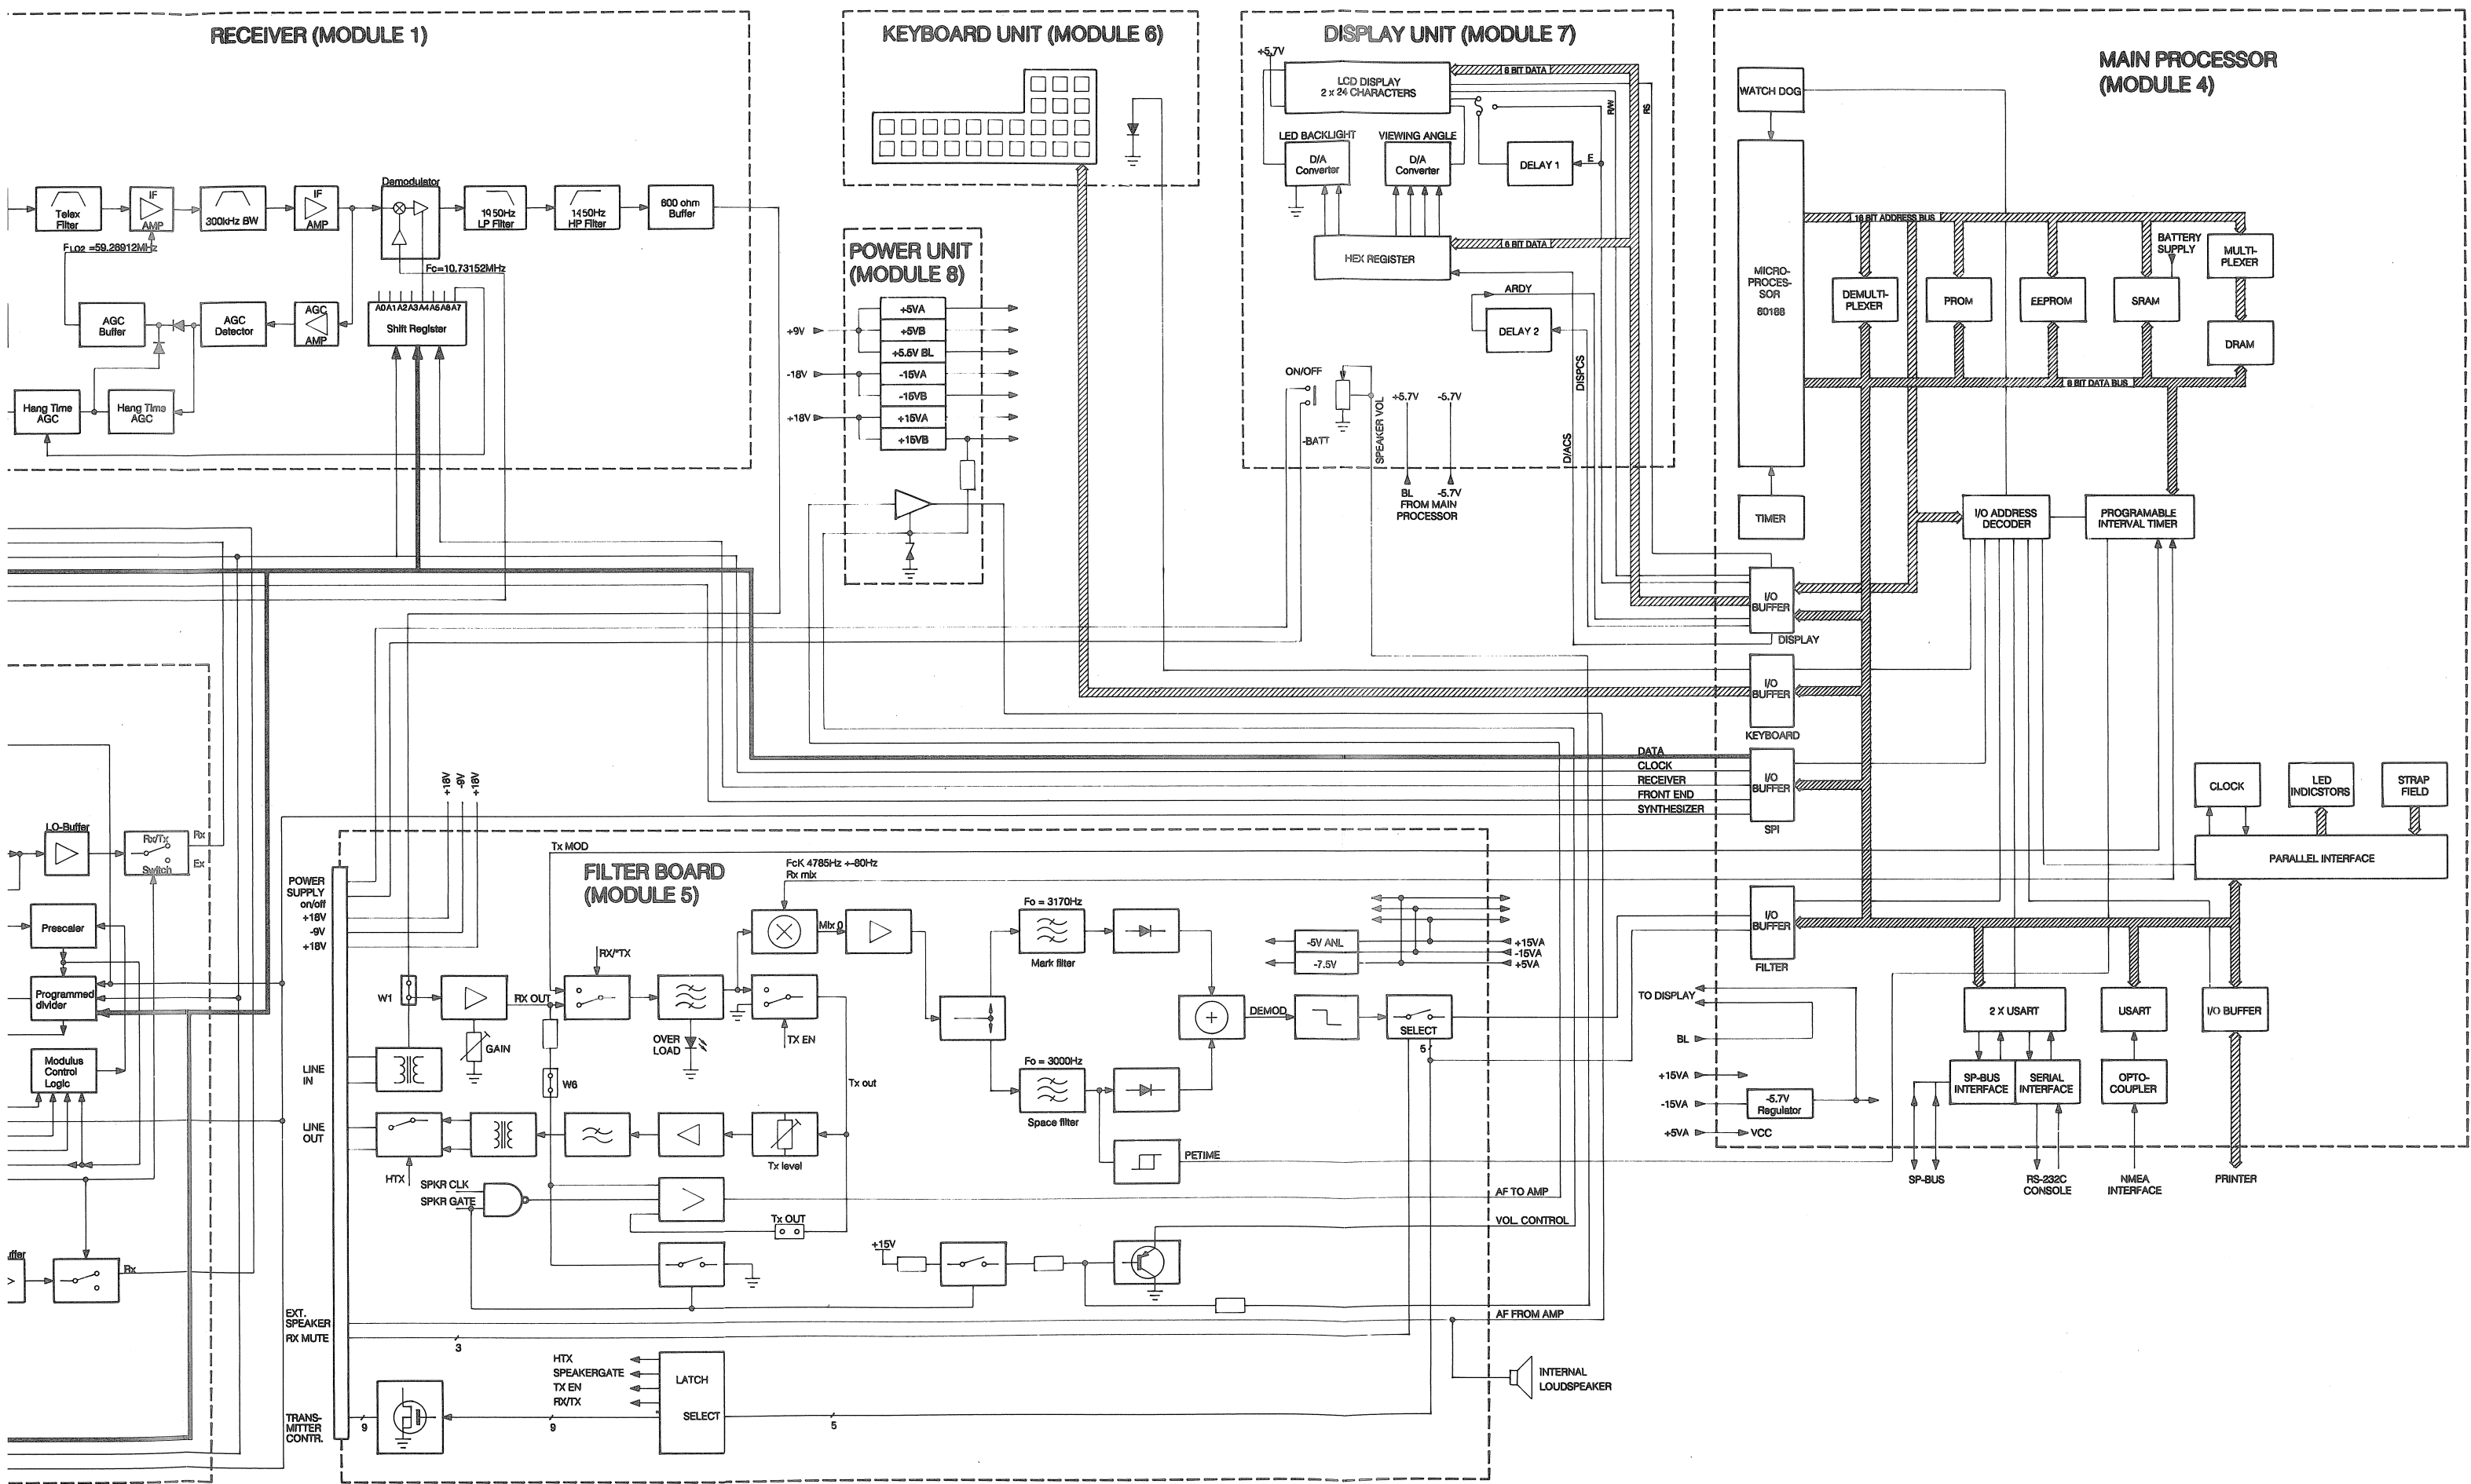 RECEIVER (MODULE 1)
Telex
Filter
IF
AMP
300kHz BW
IF
AMP
Demodulator
1950Hz
LP Filter
1450Hz
HP Filter
600 ohm
Buffer
FLO2 =59.26912MHz
Fc=10.73152MHz
AGC
Buffer
AGC
Detector
AGC
AMP
A0A1A2A3A4A5A6A7
Shift Register
Hang Time
AGC
Hang Time
AGC
KEYBOARD UNIT (MODULE 6)
POWER UNIT
(MODULE 8)
+9V
-18V
+18V
+5VA
+5VB
+5.5V BL
-15VA
-15VB
+15VA
+15VB
DISPLAY UNIT (MODULE 7)
+5.7V
LCD DISPLAY
2 x 24 CHARACTERS
8 BIT DATA
R/W
RS
LED BACKLIGHT
VIEWING ANGLE
D/A
Converter
D/A
Converter
DELAY 1
E
HEX REGISTER
6 BIT DATA
ARDY
DELAY 2
ON/OFF
-BATT
SPEAKER VOL
+5.7V
-5.7V
DISPCS
D/ACS
BL
-5.7V
FROM MAIN
PROCESSOR
MAIN PROCESSOR
(MODULE 4)
WATCH DOG
MICRO-
PROCES-
SOR
80188
TIMER
16 BIT ADDRESS BUS
BATTERY
SUPPLY
MULTI-
PLEXER
DEMULTI-
PLEXER
PROM
EEPROM
SRAM
DRAM
8 BIT DATA BUS
I/O ADDRESS
DECODER
PROGRAMABLE
INTERVAL TIMER
I/O
BUFFER
DISPLAY
I/O
BUFFER
KEYBOARD
DATA
CLOCK
RECEIVER
FRONT END
SYNTHESIZER
I/O
BUFFER
SPI
CLOCK
LED
INDICSTORS
STRAP
FIELD
PARALLEL INTERFACE
I/O
BUFFER
FILTER
TO DISPLAY
BL
+15VA
-15VA
+5VA
-5.7V
Regulator
VCC
2 X USART
USART
I/O BUFFER
SP-BUS
INTERFACE
SERIAL
INTERFACE
OPTO-
COUPLER
SP-BUS
RS-232C
CONSOLE
NMEA
INTERFACE
PRINTER
LO-Buffer
Rx/Tx
Switch
Rx
Ex
Prescaler
Programmed
divider
Modulus
Control
Logic
uffer
Rx
+18V
-9V
+18V
FILTER BOARD
(MODULE 5)
POWER
SUPPLY
on/off
+18V
-9V
+18V
Tx MOD
FcK 4785Hz +-80Hz
Rx mix
Mix 0
W1
GAIN
RX OUT
RX/*TX
OVER
LOAD
TX EN
W6
Tx out
Fo = 3170Hz
Mark filter
Fo = 3000Hz
Space filter
-5V ANL
-7.5V
+15VA
-15VA
+5VA
DEMOD
SELECT
5
LINE
IN
LINE
OUT
HTX
Tx level
PETIME
SPKR CLK
SPKR GATE
Tx OUT
AF TO AMP
VOL. CONTROL
+15V
AF FROM AMP
EXT.
SPEAKER
RX MUTE
3
HTX
SPEAKERGATE
TX EN
RX/TX
LATCH
SELECT
INTERNAL
LOUDSPEAKER
TRANS-
MITTER
CONTR.
9
9
5